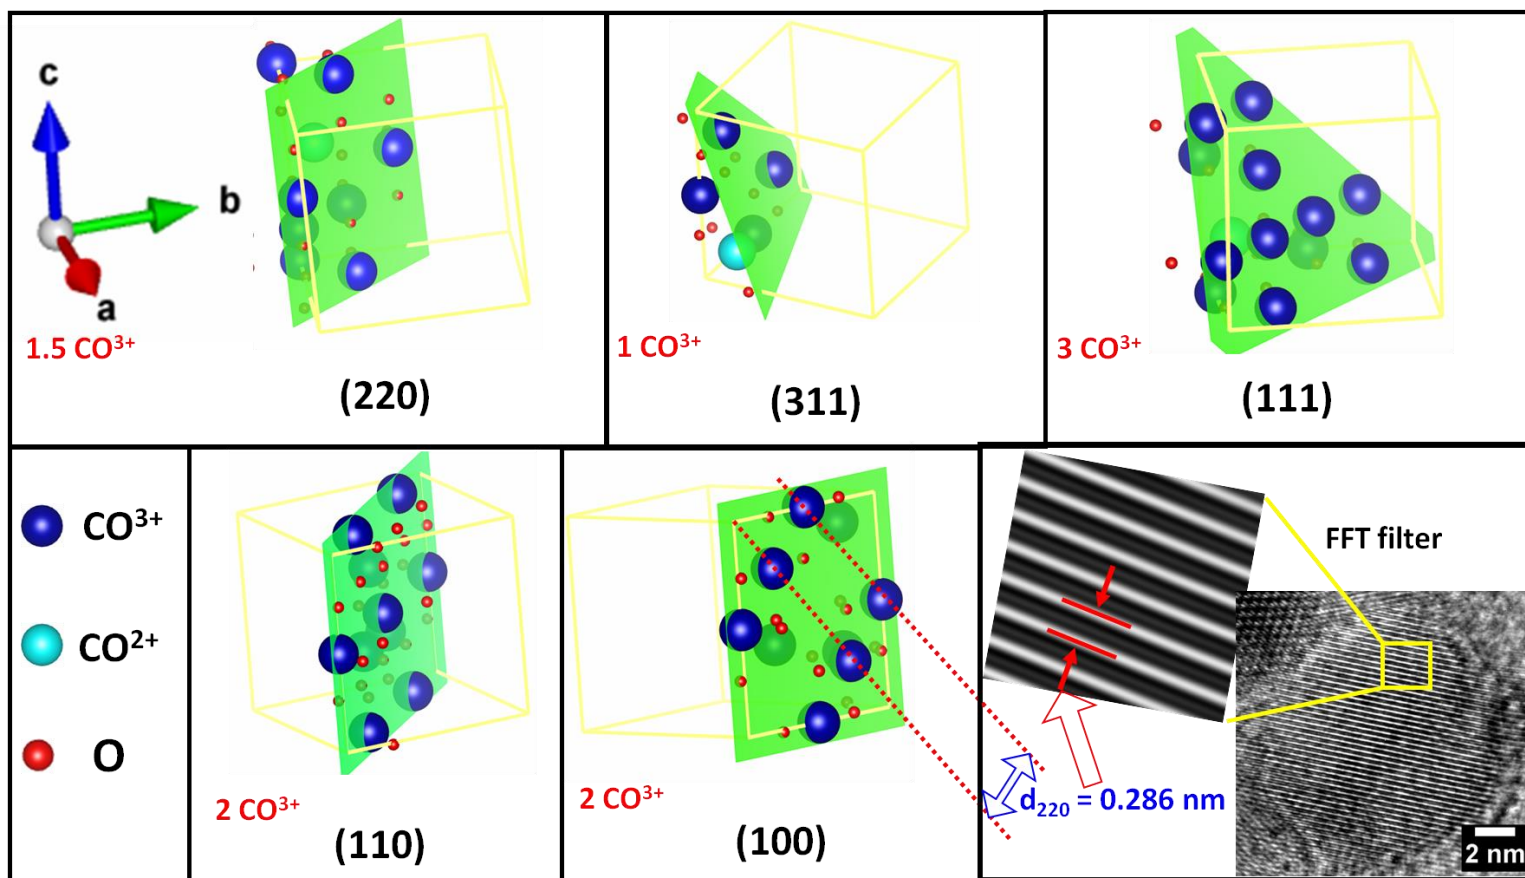 c
b
a
1.5 CO³⁺
(220)
1 CO³⁺
(311)
3 CO³⁺
(111)
CO³⁺
CO²⁺
O
2 CO³⁺
(110)
2 CO³⁺
(100)
FFT filter
d₂₂₀ = 0.286 nm
2 nm